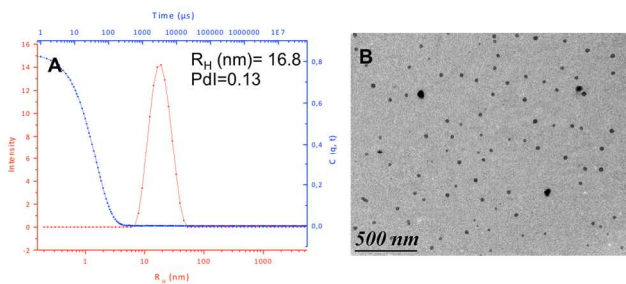 Time (µs)
1 10 100 1000 10000 100000 1000000 1E7
A
R_H (nm)= 16.8
PdI=0.13
16
14
12
10
8
6
4
2
0
-2
Intensity
0,8
0,6
0,4
0,2
0,0
C (q, t)
1 10 100 1000
R_H (nm)
B
500 nm